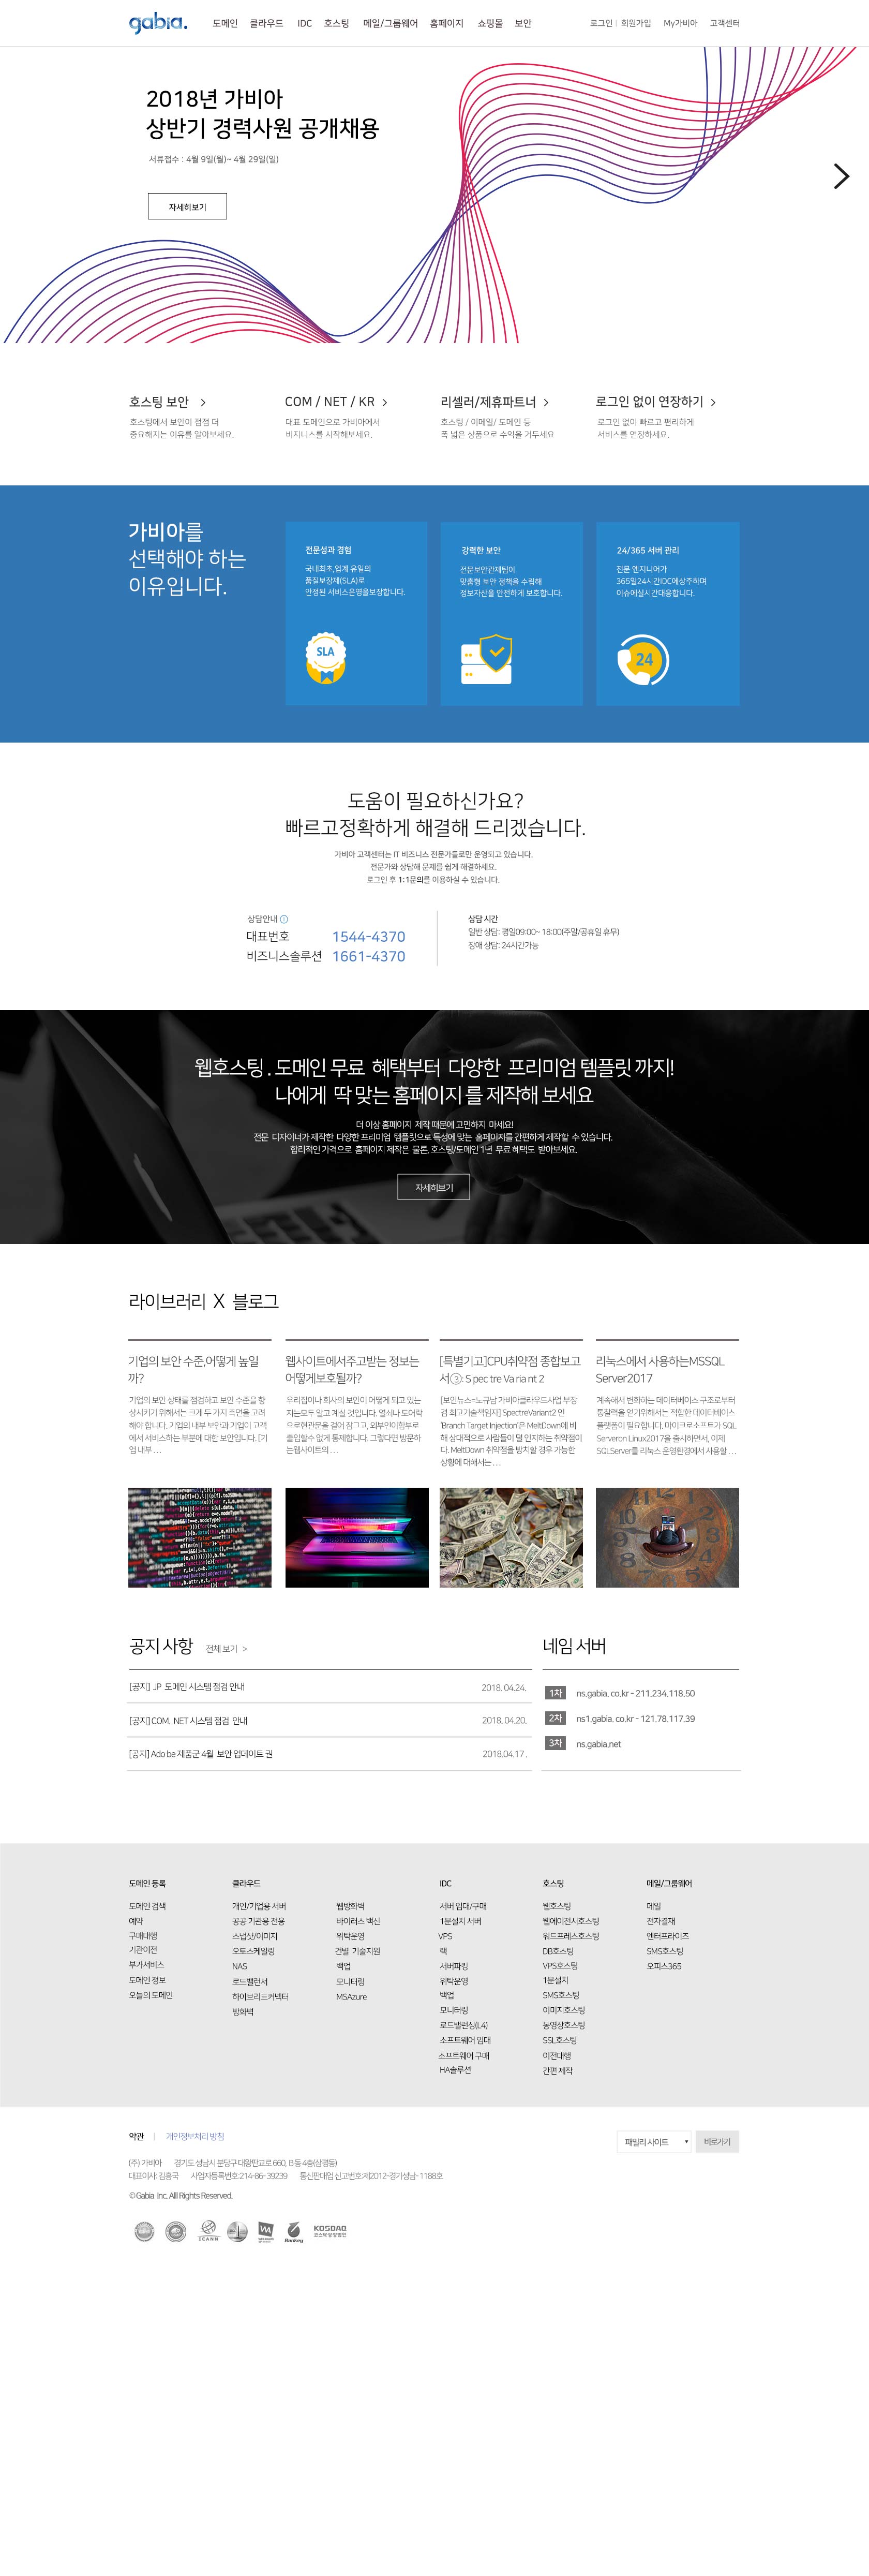 gabia.
도메인 클라우드 IDC 호스팅 메일/그룹웨어 홈페이지 쇼핑몰 보안
로그인 | 회원가입 My가비아 고객센터
2018년 가비아
상반기 경력사원 공개채용
서류접수 : 4월 9일(월)~ 4월 29일(일)
자세히보기
호스팅 보안 >
호스팅에서 보안이 점점 더
중요해지는 이유를 알아보세요.
COM / NET / KR >
대표 도메인으로 가비아에서
비지니스를 시작해보세요.
리셀러/제휴파트너 >
호스팅 / 이메일/ 도메인 등
폭 넓은 상품으로 수익을 거두세요
로그인 없이 연장하기 >
로그인 없이 빠르고 편리하게
서비스를 연장하세요.
가비아를
선택해야 하는
이유입니다.
전문성과 경험
국내최초,업계 유일의
품질보장제(SLA)로
안정된 서비스운영을보장합니다.
SLA
강력한 보안
전문보안관제팀이
맞춤형 보안 정책을 수립해
정보자산을 안전하게 보호합니다.
24/365 서버 관리
전문 엔지니어가
365일24시간IDC에상주하며
이슈에실시간대응합니다.
24
도움이 필요하신가요?
빠르고정확하게 해결해 드리겠습니다.
가비아 고객센터는 IT 비즈니스 전문가들로만 운영되고 있습니다.
전문가와 상담해 문제를 쉽게 해결하세요.
로그인 후 1:1문의를 이용하실 수 있습니다.
상담안내
대표번호 1544-4370
비즈니스솔루션 1661-4370
상담 시간
일반 상담: 평일09:00~ 18:00(주말/공휴일 휴무)
장애 상담: 24시간가능
웹호스팅 . 도메인 무료 혜택부터 다양한 프리미엄 템플릿 까지!
나에게 딱 맞는 홈페이지 를 제작해 보세요
더 이상 홈페이지 제작 때문에 고민하지 마세요!
전문 디자이너가 제작한 다양한 프리미엄 템플릿으로 특성에 맞는 홈페이지를 간편하게 제작할 수 있습니다.
합리적인 가격으로 홈페이지 제작은 물론, 호스팅/도메인 1년 무료 혜택도 받아보세요.
자세히보기
라이브러리 X 블로그
기업의 보안 수준,어떻게 높일
까?
기업의 보안 상태를 점검하고 보안 수준을 향
상시키기 위해서는 크게 두 가지 측면을 고려
해야 합니다. 기업의 내부 보안과 기업이 고객
에서 서비스하는 부분에 대한 보안입니다. [기
업 내부 . . .
웹사이트에서주고받는 정보는
어떻게보호될까?
우리집이나 회사의 보안이 어떻게 되고 있는
지는모두 알고 계실 것입니다. 열쇠나 도어락
으로현관문을 걸어 잠그고, 외부인이함부로
출입할수 없게 통제합니다. 그렇다면 방문하
는웹사이트의 . . .
[특별기고]CPU취약점 종합보고
서③: S pec tre Va ria nt 2
[보안뉴스=노규남 가비아클라우드사업 부장
겸 최고기술책임자] SpectreVariant2 인
'Branch Target Injection'은 MeltDown에 비
해 상대적으로 사람들이 덜 인지하는 취약점이
다. MeltDown 취약점을 방치할 경우 가능한
상황에 대해서는 . . .
리눅스에서 사용하는MSSQL
Server2017
계속해서 변화하는 데이터베이스 구조로부터
통찰력을 얻기위해서는 적합한 데이터베이스
플랫폼이 필요합니다. 마이크로소프트가 SQL
Serveron Linux2017을 출시하면서, 이제
SQLServer를 리눅스 운영환경에서 사용할 . . .
공지 사항 전체 보기 >
[공지] JP 도메인 시스템 점검 안내 2018. 04.24.
[공지] COM, NET 시스템 점검 안내 2018. 04.20.
[공지] Ado be 제품군 4월 보안 업데이트 권 2018.04.17 .
네임 서버
1차 ns.gabia. co.kr - 211.234.118.50
2차 ns1.gabia. co.kr - 121.78.117.39
3차 ns.gabia.net
도메인 등록
도메인 검색
예약
구매대행
기관이전
부가서비스
도메인 정보
오늘의 도메인
클라우드
개인/기업용 서버
공공 기관용 전용
스냅샷/이미지
오토스케일링
NAS
로드밸런서
하이브리드커넥터
방화벽
웹방화벽
바이러스 백신
위탁운영
건별 기술지원
백업
모니터링
MSAzure
IDC
서버 임대/구매
1분설치 서버
VPS
랙
서버파킹
위탁운영
백업
모니터링
로드밸런싱(L4)
소프트웨어 임대
소프트웨어 구매
HA솔루션
호스팅
웹호스팅
웹에이전시호스팅
워드프레스호스팅
DB호스팅
VPS호스팅
1분설치
SMS호스팅
이미지호스팅
동영상호스팅
SSL호스팅
이전대행
간편 제작
메일/그룹웨어
메일
전자결재
엔터프라이즈
SMS호스팅
오피스365
약관 | 개인정보처리 방침
패밀리 사이트 바로가기
(주) 가비아 경기도 성남시 분당구 대왕판교로 660, B 동 4층(삼평동)
대표이사: 김홍국 사업자등록번호:214-86- 39239 통신판매업 신고번호:제2012-경기성남- 1188호
© Gabia Inc. Alll Rights Reserved.
ICANN
WA
Ranking
KOSDAQ
코스닥상장법인